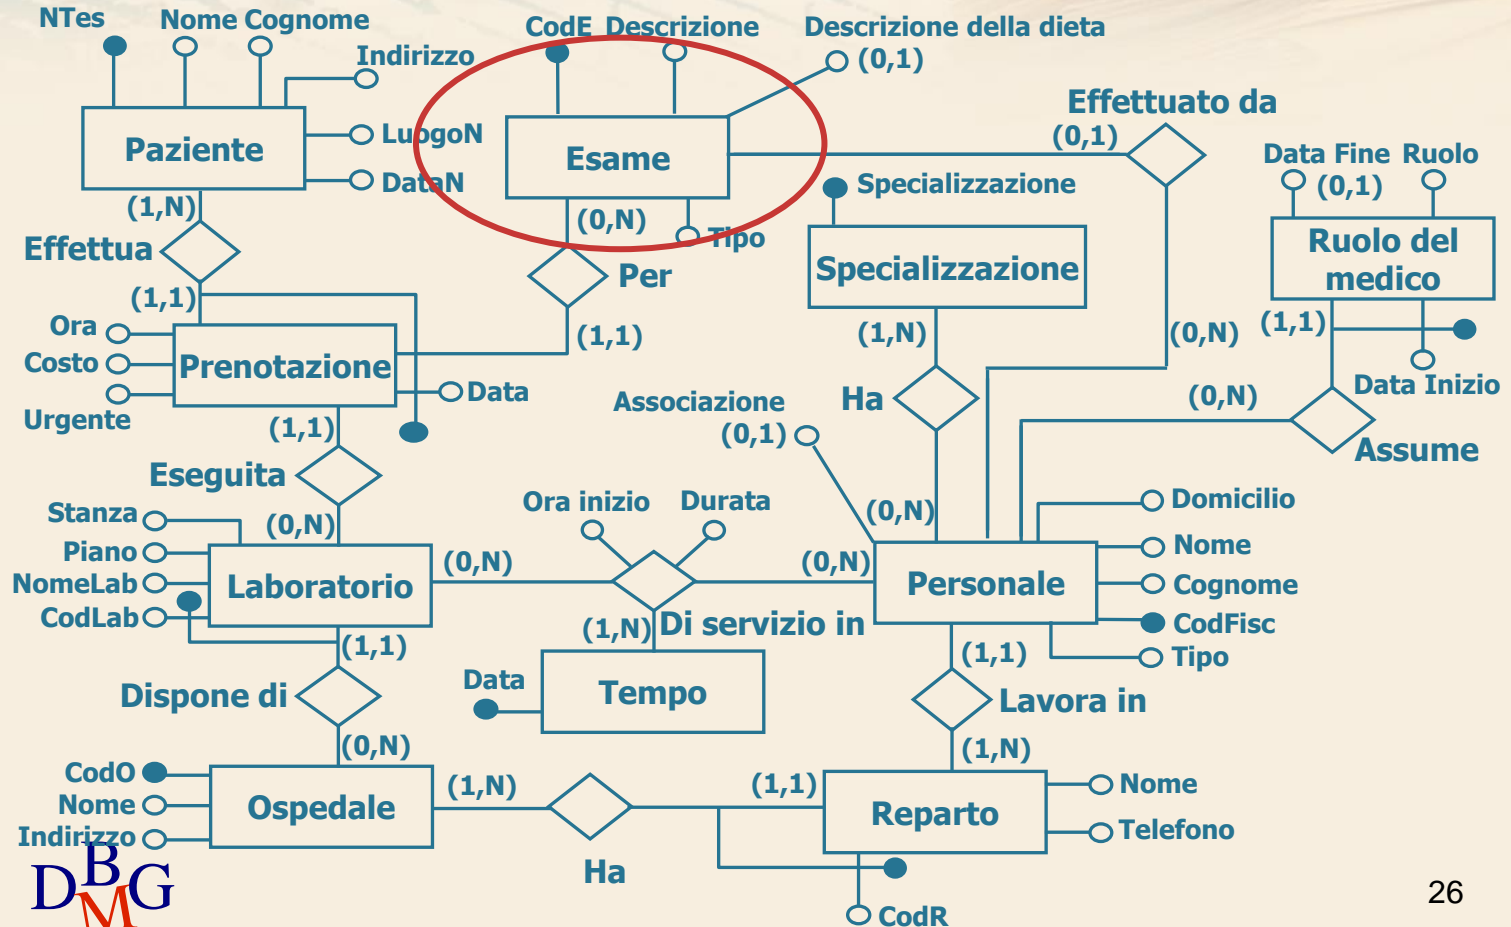 NTes
Nome Cognome
Indirizzo
Paziente
LuogoN
DataN
(1,N)
Effettua
(1,1)
CodE Descrizione
Descrizione della dieta
(0,1)
Esame
(0,N)
Tipo
Per
(1,1)
Effettuato da
(0,1)
(0,N)
Specializzazione
Specializzazione
(1,N)
Ha
(0,N)
Data Fine Ruolo
(0,1)
Ruolo del
medico
(1,1)
Data Inizio
(0,N)
Assume
Ora
Costo
Urgente
Prenotazione
Data
(1,1)
Eseguita
(0,N)
Stanza
Piano
NomeLab
CodLab
Laboratorio
(0,N)
Ora inizio
Durata
(0,N)
Di servizio in
(1,N)
Data
Tempo
Associazione
(0,1)
Personale
Domicilio
Nome
Cognome
CodFisc
Tipo
(1,1)
Lavora in
(1,N)
(1,1)
Dispone di
(0,N)
CodO
Nome
Indirizzo
Ospedale
(1,N)
Ha
(1,1)
Reparto
Nome
Telefono
CodR
DBMG
26